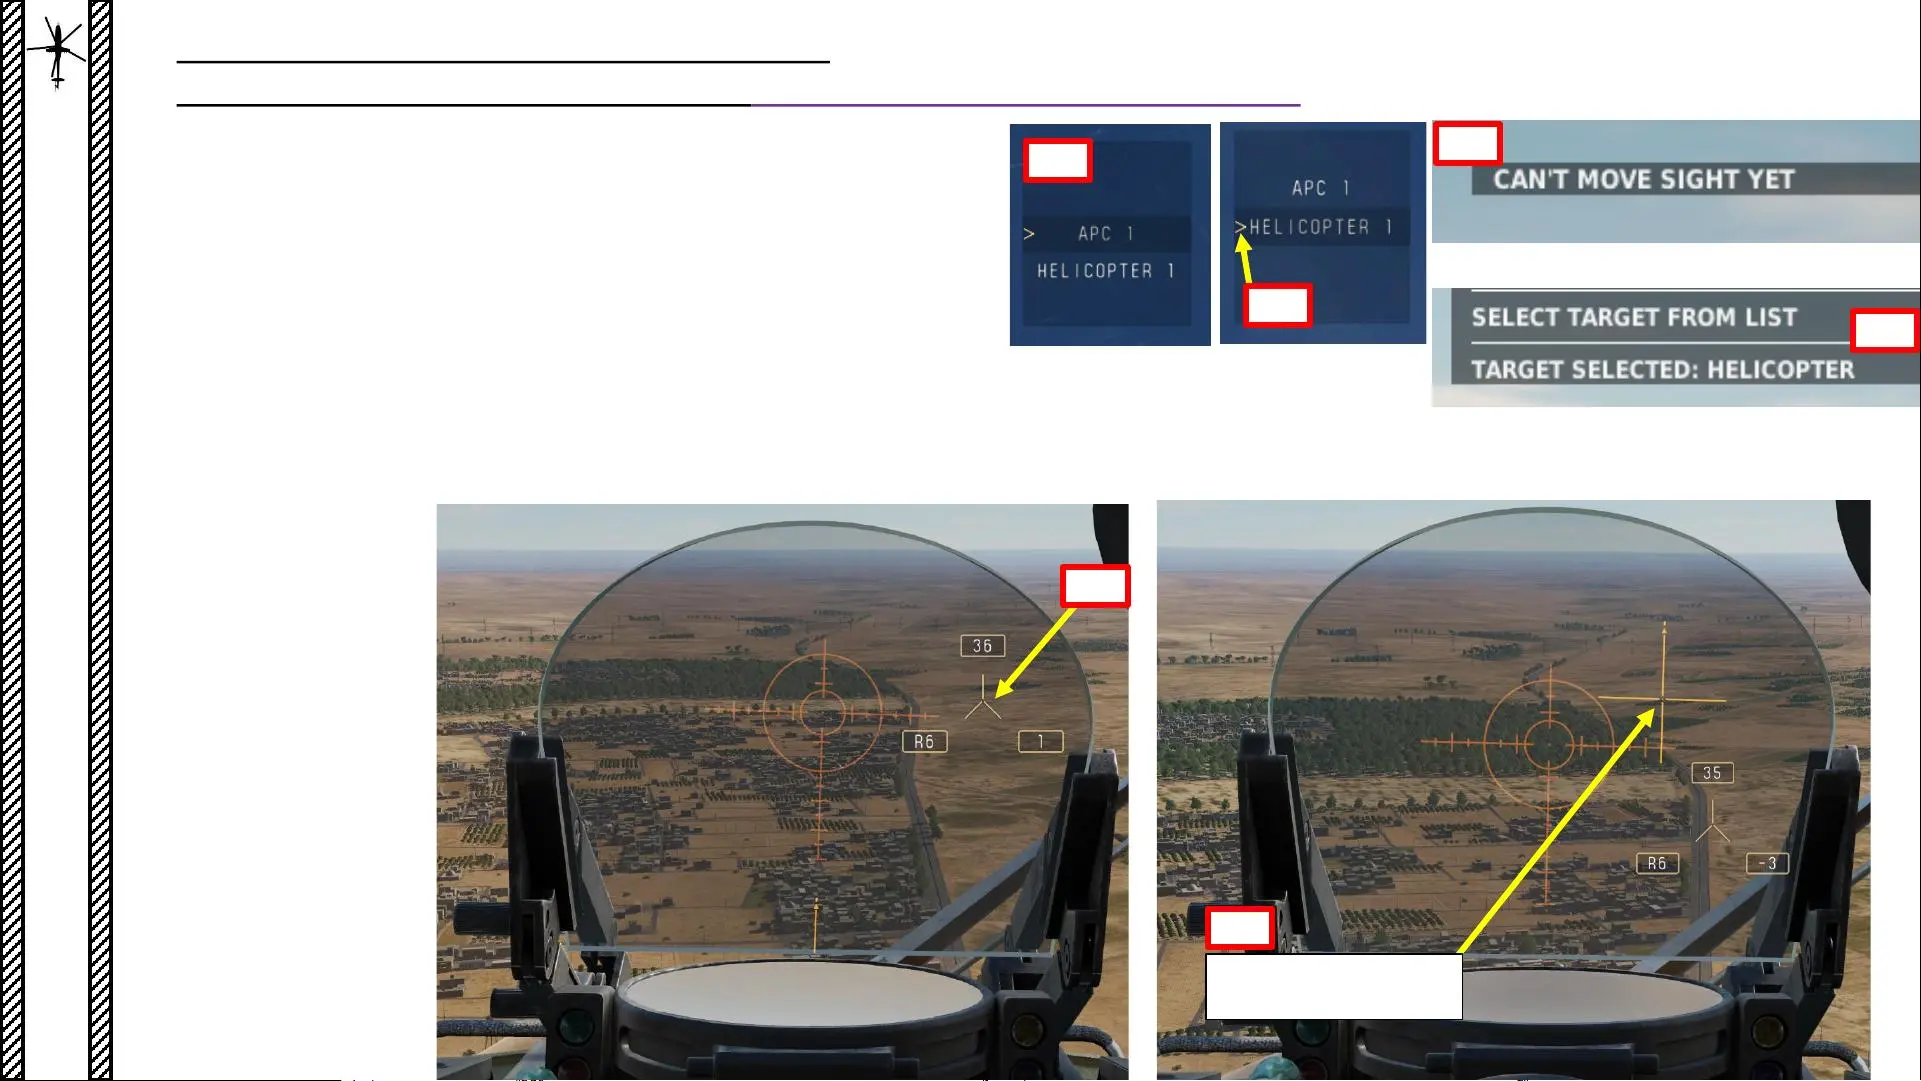 > APC 1
HELICOPTER 1
APC 1
>HELICOPTER 1
CAN'T MOVE SIGHT YET
SELECT TARGET FROM LIST
TARGET SELECTED: HELICOPTER
36
R6
1
35
R6
-3